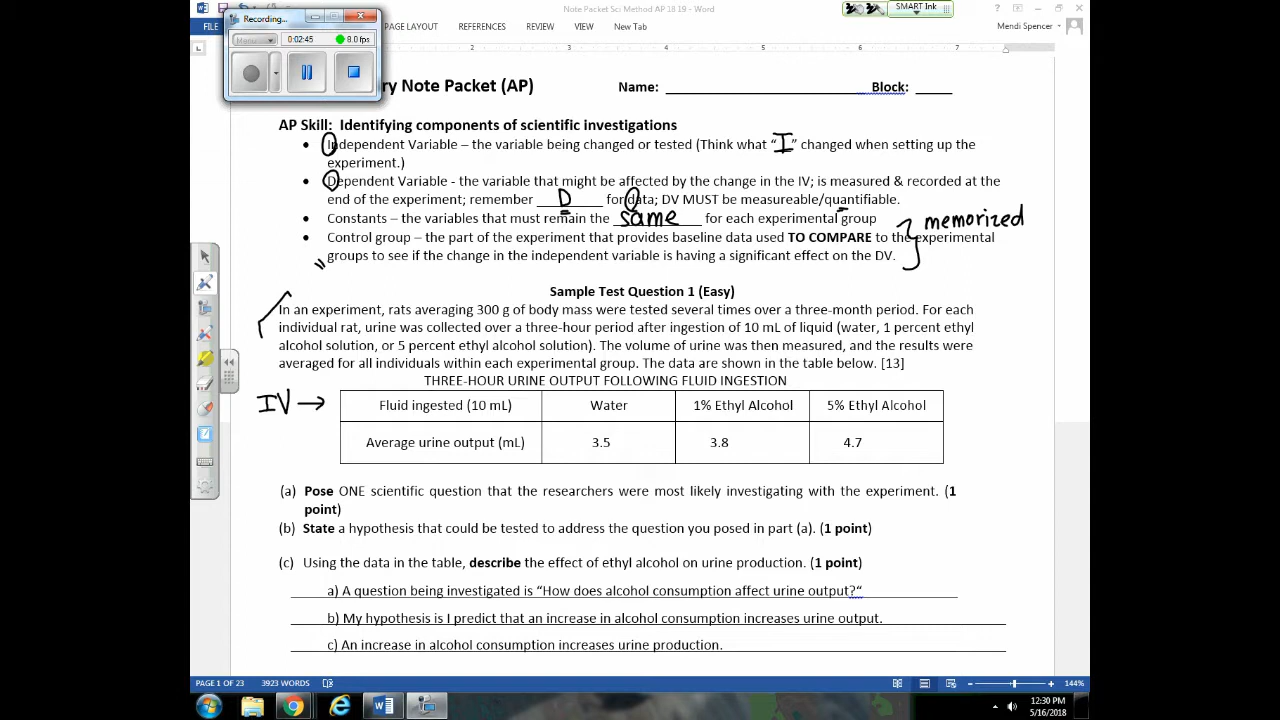 Note Packet Sci Method AP 18 19 - Word
SMART Ink
Recording...
FILE
PAGE LAYOUT
REFERENCES
REVIEW
VIEW
New Tab
Mendi Spencer
Menu
0:02:45
8.0 fps
2 3 4 5 6 7
ry Note Packet (AP)
Name: ____ Block: ____
AP Skill: Identifying components of scientific investigations
• Independent Variable – the variable being changed or tested (Think what "I" changed when setting up the
experiment.)
• Dependent Variable - the variable that might be affected by the change in the IV; is measured & recorded at the
end of the experiment; remember D for data; DV MUST be measureable/quantifiable.
• Constants – the variables that must remain the same for each experimental group
memorized
• Control group – the part of the experiment that provides baseline data used TO COMPARE to the experimental
groups to see if the change in the independent variable is having a significant effect on the DV.
Sample Test Question 1 (Easy)
In an experiment, rats averaging 300 g of body mass were tested several times over a three-month period. For each
individual rat, urine was collected over a three-hour period after ingestion of 10 mL of liquid (water, 1 percent ethyl
alcohol solution, or 5 percent ethyl alcohol solution). The volume of urine was then measured, and the results were
averaged for all individuals within each experimental group. The data are shown in the table below. [13]
THREE-HOUR URINE OUTPUT FOLLOWING FLUID INGESTION
IV → Fluid ingested (10 mL) Water 1% Ethyl Alcohol 5% Ethyl Alcohol
Average urine output (mL) 3.5 3.8 4.7
(a) Pose ONE scientific question that the researchers were most likely investigating with the experiment. (1
point)
(b) State a hypothesis that could be tested to address the question you posed in part (a). (1 point)
(c) Using the data in the table, describe the effect of ethyl alcohol on urine production. (1 point)
a) A question being investigated is "How does alcohol consumption affect urine output?"
b) My hypothesis is I predict that an increase in alcohol consumption increases urine output.
c) An increase in alcohol consumption increases urine production.
PAGE 1 OF 23 3923 WORDS
144%
12:30 PM
5/16/2018